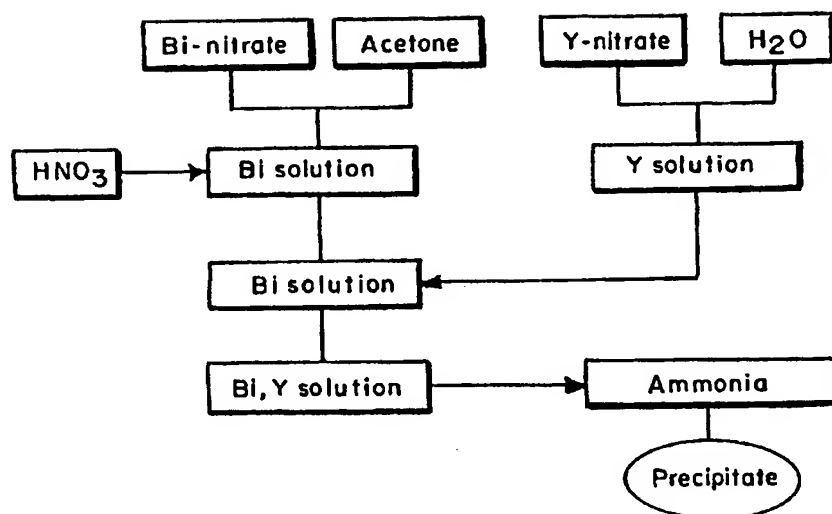 Bi-nitrate
Acetone
Y-nitrate
H2O
HNO3
Bi solution
Y solution
Bi solution
Bi, Y solution
Ammonia
Precipitate